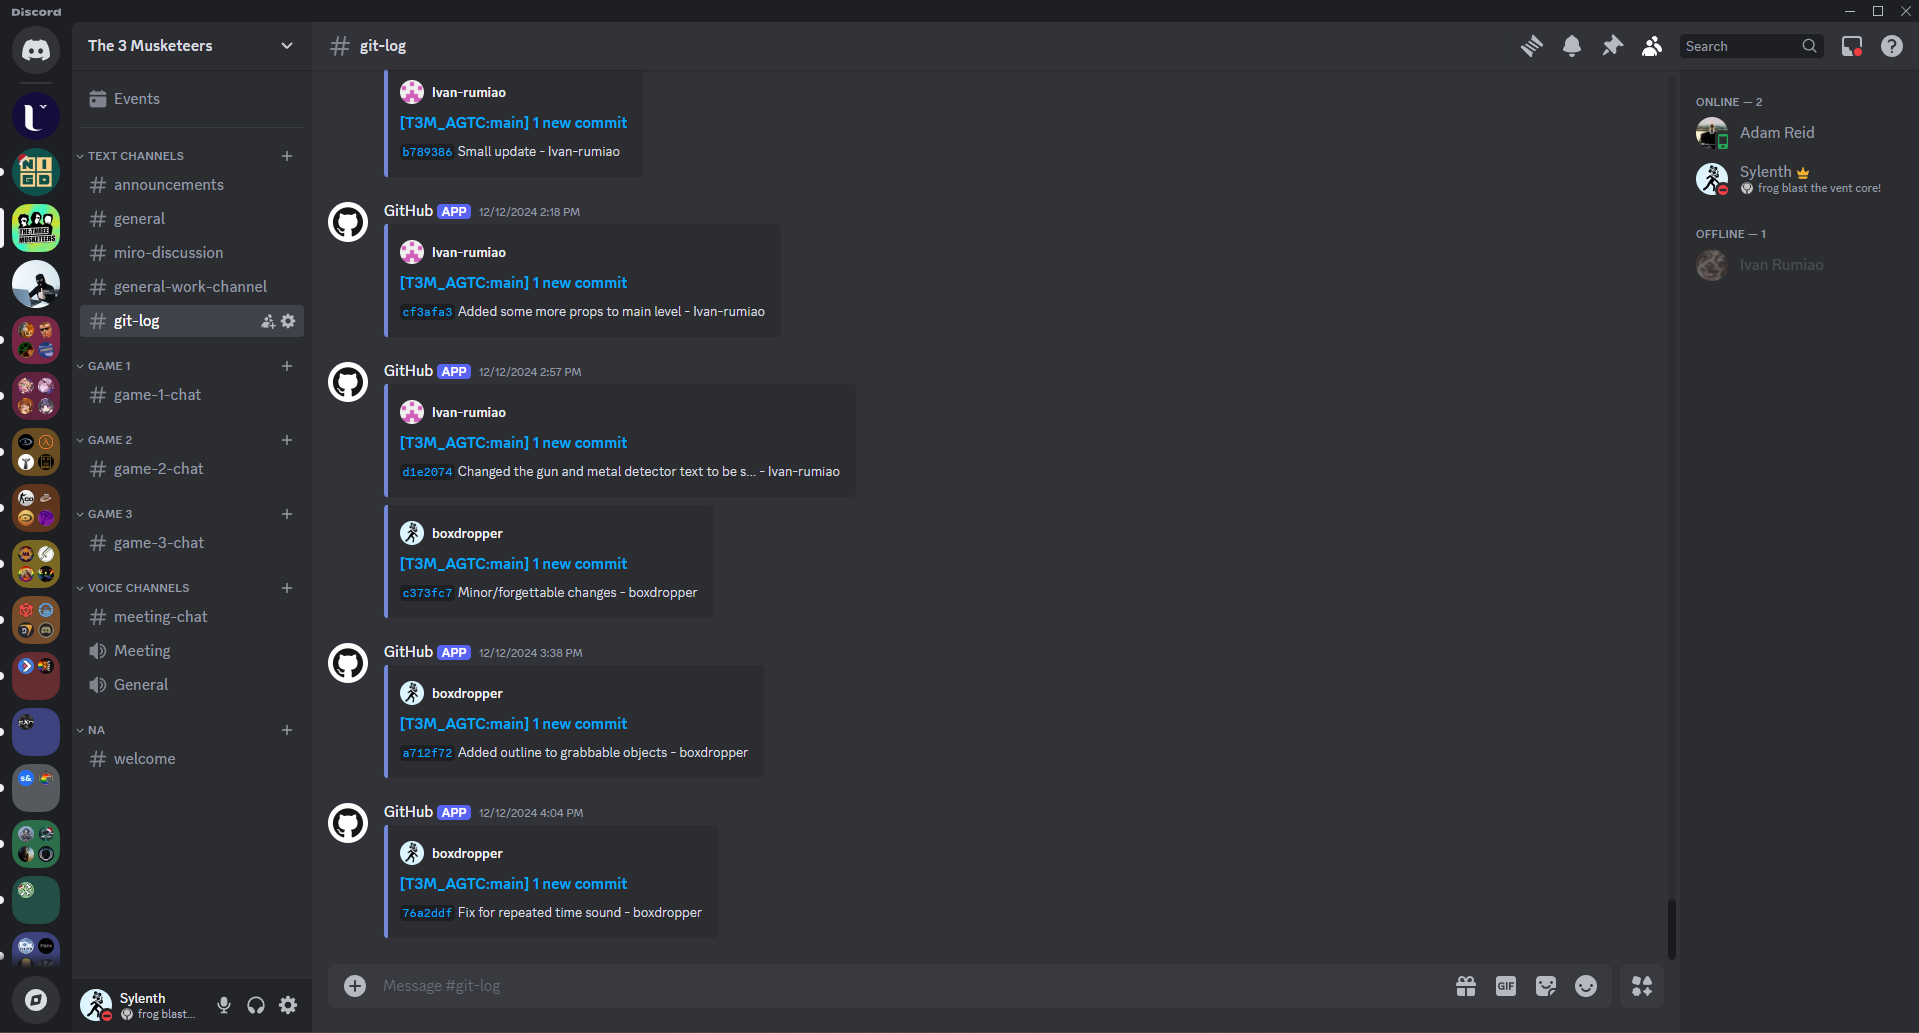 Discord
The 3 Musketeers
Events
TEXT CHANNELS
announcements
general
miro-discussion
general-work-channel
git-log
GAME 1
game-1-chat
GAME 2
game-2-chat
GAME 3
game-3-chat
VOICE CHANNELS
meeting-chat
Meeting
General
NA
welcome
Sylenth
frog blast...
git-log
Search
Ivan-rumiao
[T3M_AGTC:main] 1 new commit
b789386 Small update - Ivan-rumiao
GitHub APP 12/12/2024 2:18 PM
Ivan-rumiao
[T3M_AGTC:main] 1 new commit
cf3afa3 Added some more props to main level - Ivan-rumiao
GitHub APP 12/12/2024 2:57 PM
Ivan-rumiao
[T3M_AGTC:main] 1 new commit
d1e2074 Changed the gun and metal detector text to be s... - Ivan-rumiao
boxdropper
[T3M_AGTC:main] 1 new commit
c373fc7 Minor/forgettable changes - boxdropper
GitHub APP 12/12/2024 3:38 PM
boxdropper
[T3M_AGTC:main] 1 new commit
a712f72 Added outline to grabbable objects - boxdropper
GitHub APP 12/12/2024 4:04 PM
boxdropper
[T3M_AGTC:main] 1 new commit
76a2ddf Fix for repeated time sound - boxdropper
Message #git-log
GIF
ONLINE — 2
Adam Reid
Sylenth
frog blast the vent core!
OFFLINE — 1
Ivan Rumiao
NIGO
THE THREE
MUSKETEERS
s&